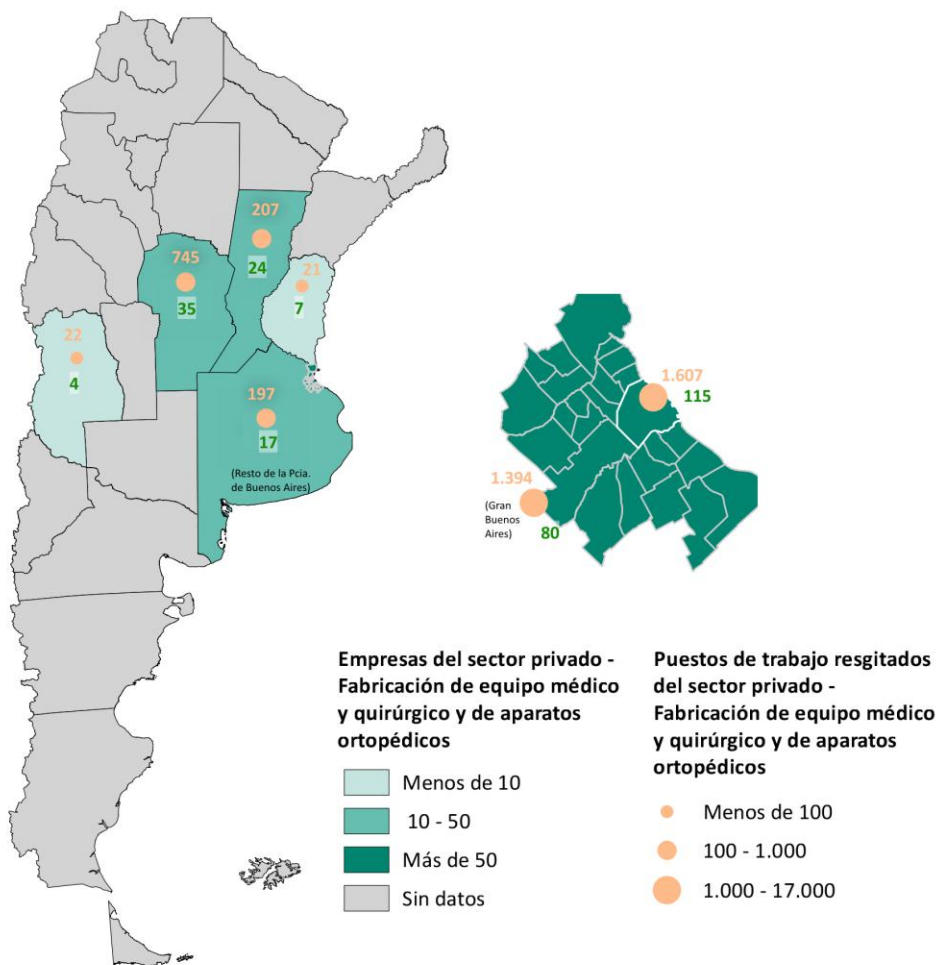 207
24
745
35
21
7
22
4
197
17
(Resto de la Pcia.
de Buenos Aires)
1.607
115
1.394
(Gran
Buenos
Aires)
80
Empresas del sector privado -
Fabricación de equipo médico
y quirúrgico y de aparatos
ortopédicos
Menos de 10
10 - 50
Más de 50
Sin datos
Puestos de trabajo resgitados
del sector privado -
Fabricación de equipo médico
y quirúrgico y de aparatos
ortopédicos
Menos de 100
100 - 1.000
1.000 - 17.000